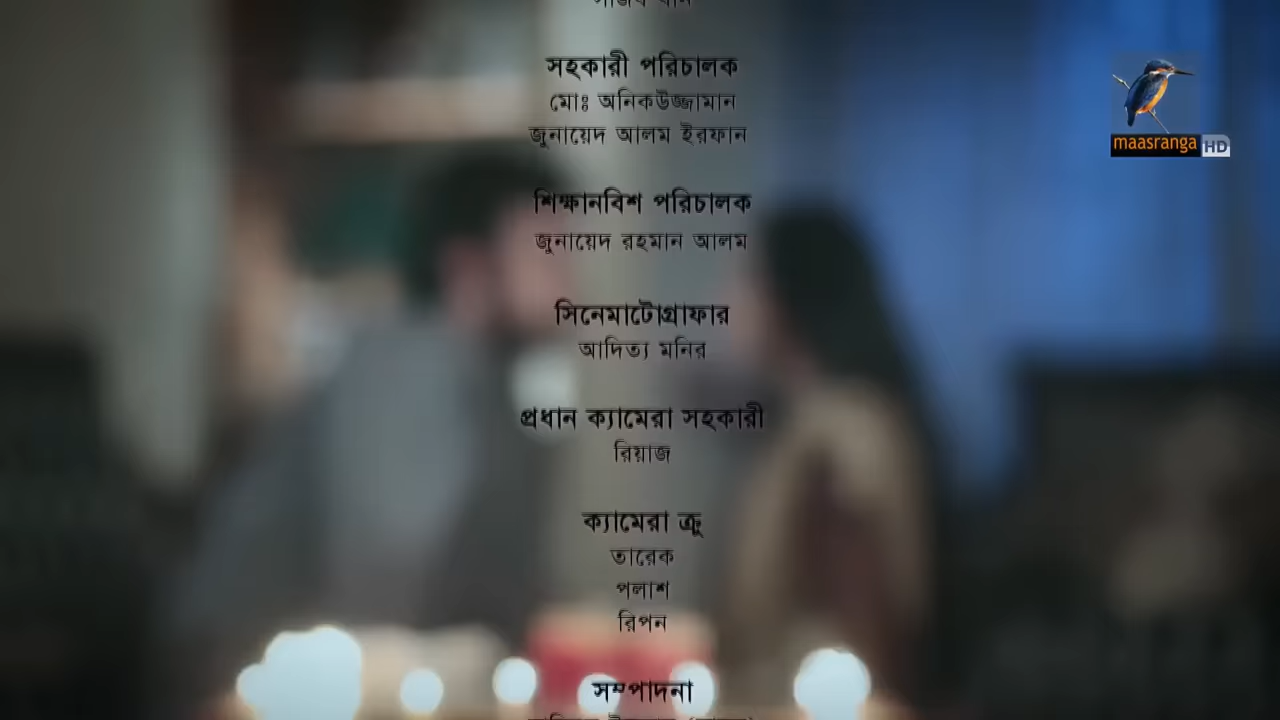 সহকারী পরিচালক
মোঃ অনিকউজ্জামান
জুনায়েদ আলম ইরফান
শিক্ষানবিশ পরিচালক
জুনায়েদ রহমান আলম
সিনেমাটোগ্রাফার
আদিত্য মনির
প্রধান ক্যামেরা সহকারী
রিয়াজ
ক্যামেরা ক্রু
তারেক
পলাশ
রিপন
সম্পাদনা
maasranga HD